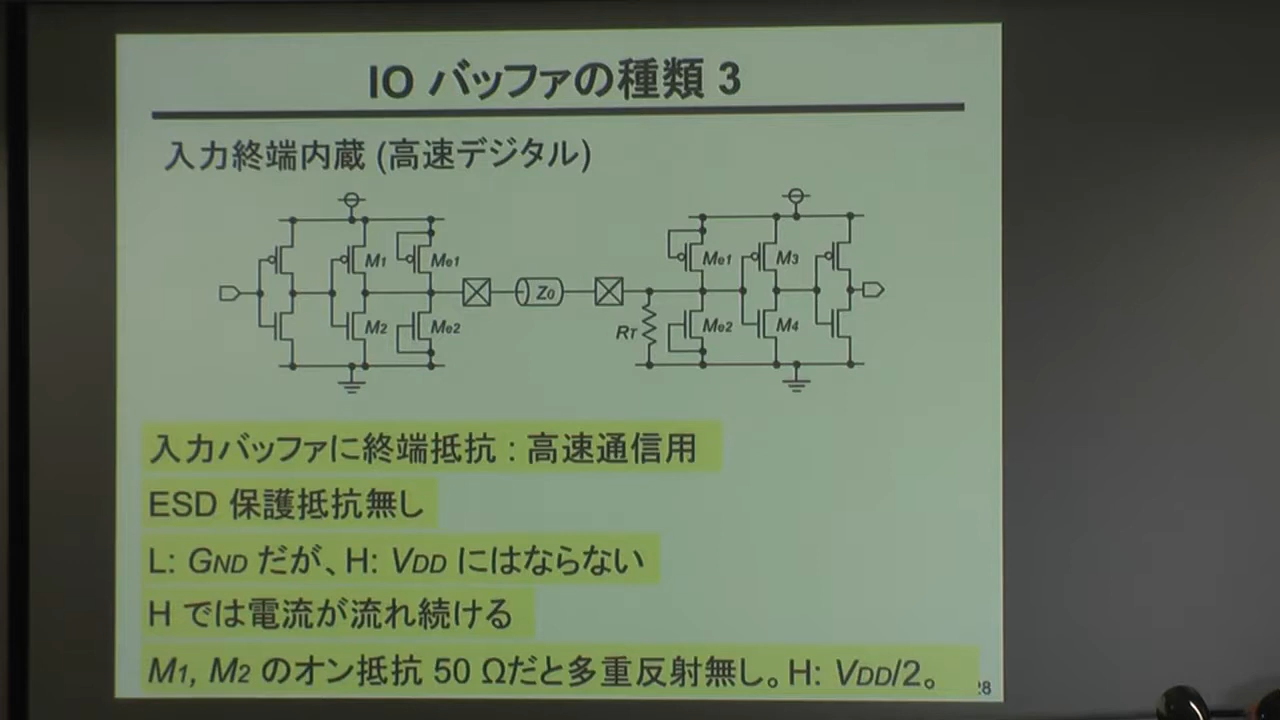 IO バッファの種類 3
入力終端内蔵 (高速デジタル)
M1 Me1 Me1 M3
Z0
M2 Me2 RT Me2 M4
入力バッファに終端抵抗 : 高速通信用
ESD 保護抵抗無し
L: GND だが、H: VDD にはならない
H では電流が流れ続ける
M1, M2 のオン抵抗 50 Ωだと多重反射無し。H: VDD/2。
28